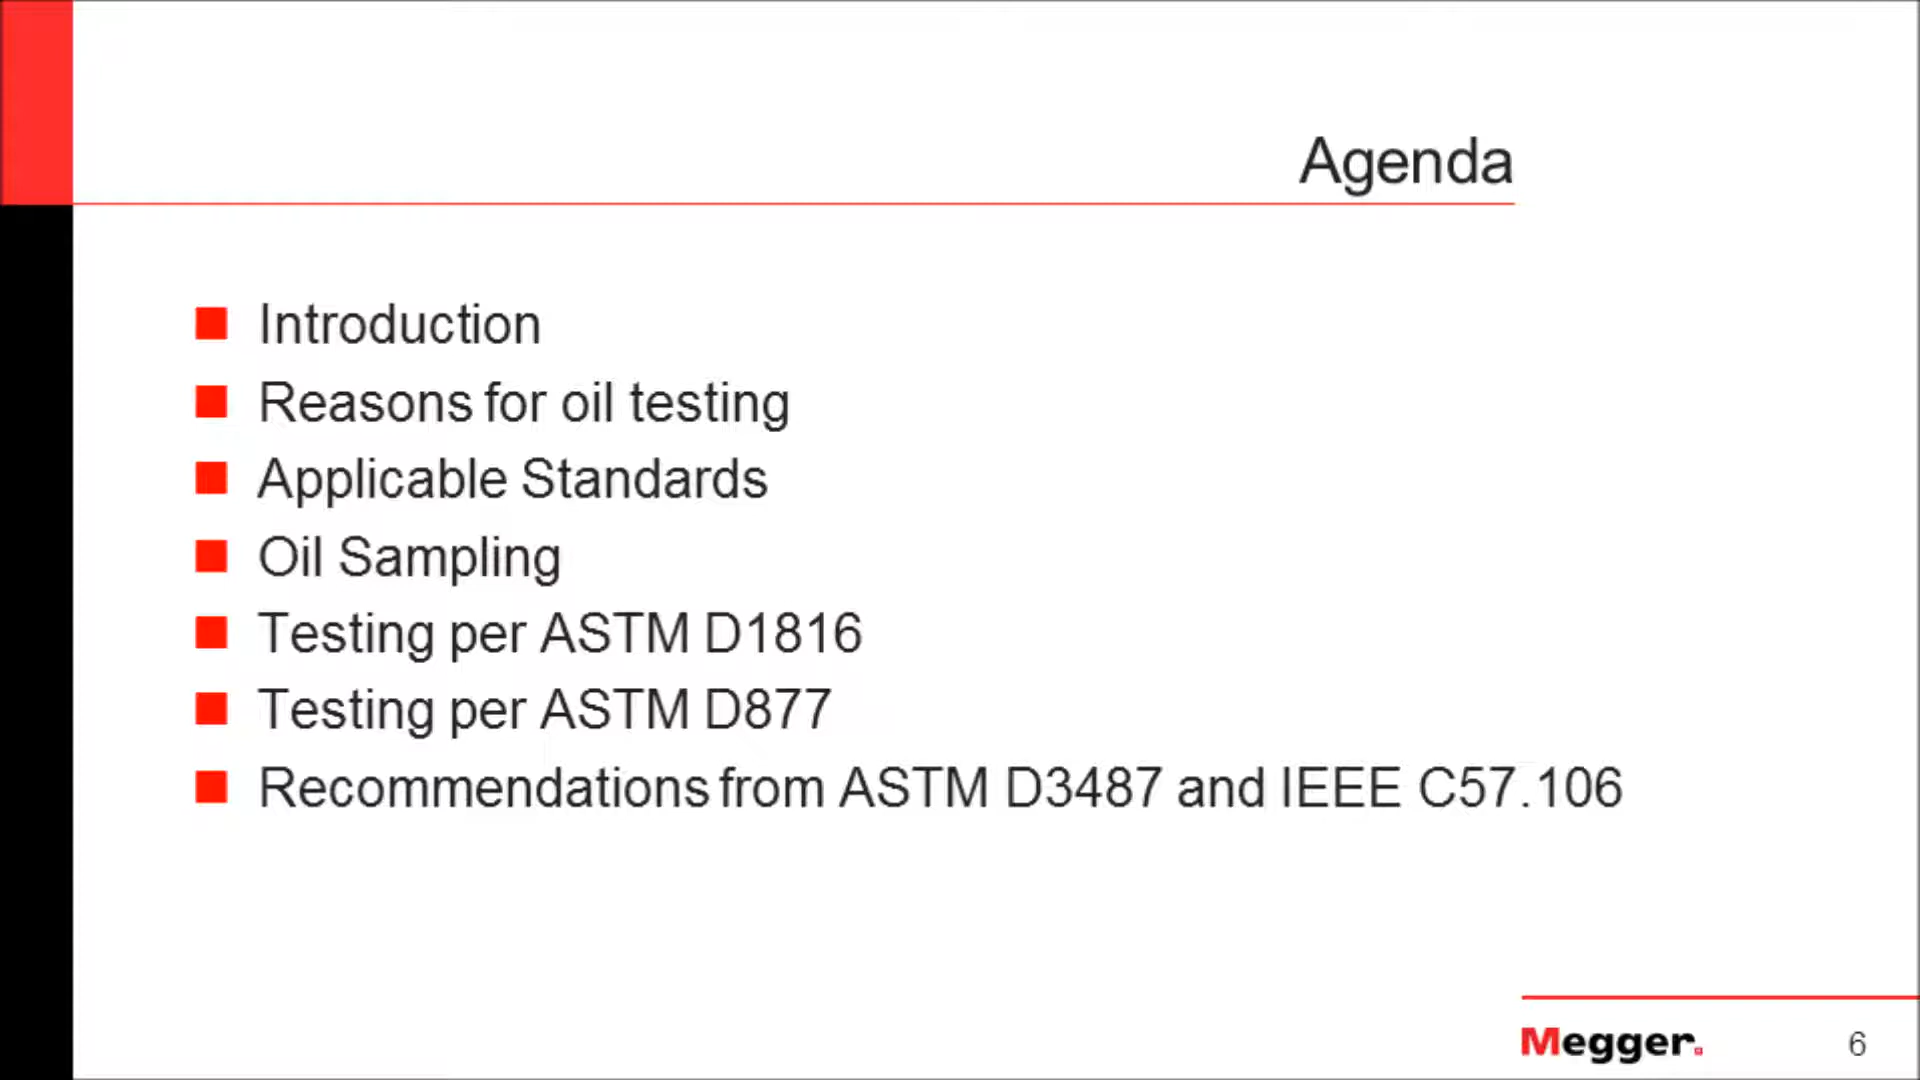 Agenda
Introduction
Reasons for oil testing
Applicable Standards
Oil Sampling
Testing per ASTM D1816
Testing per ASTM D877
Recommendations from ASTM D3487 and IEEE C57.106
Megger.
6